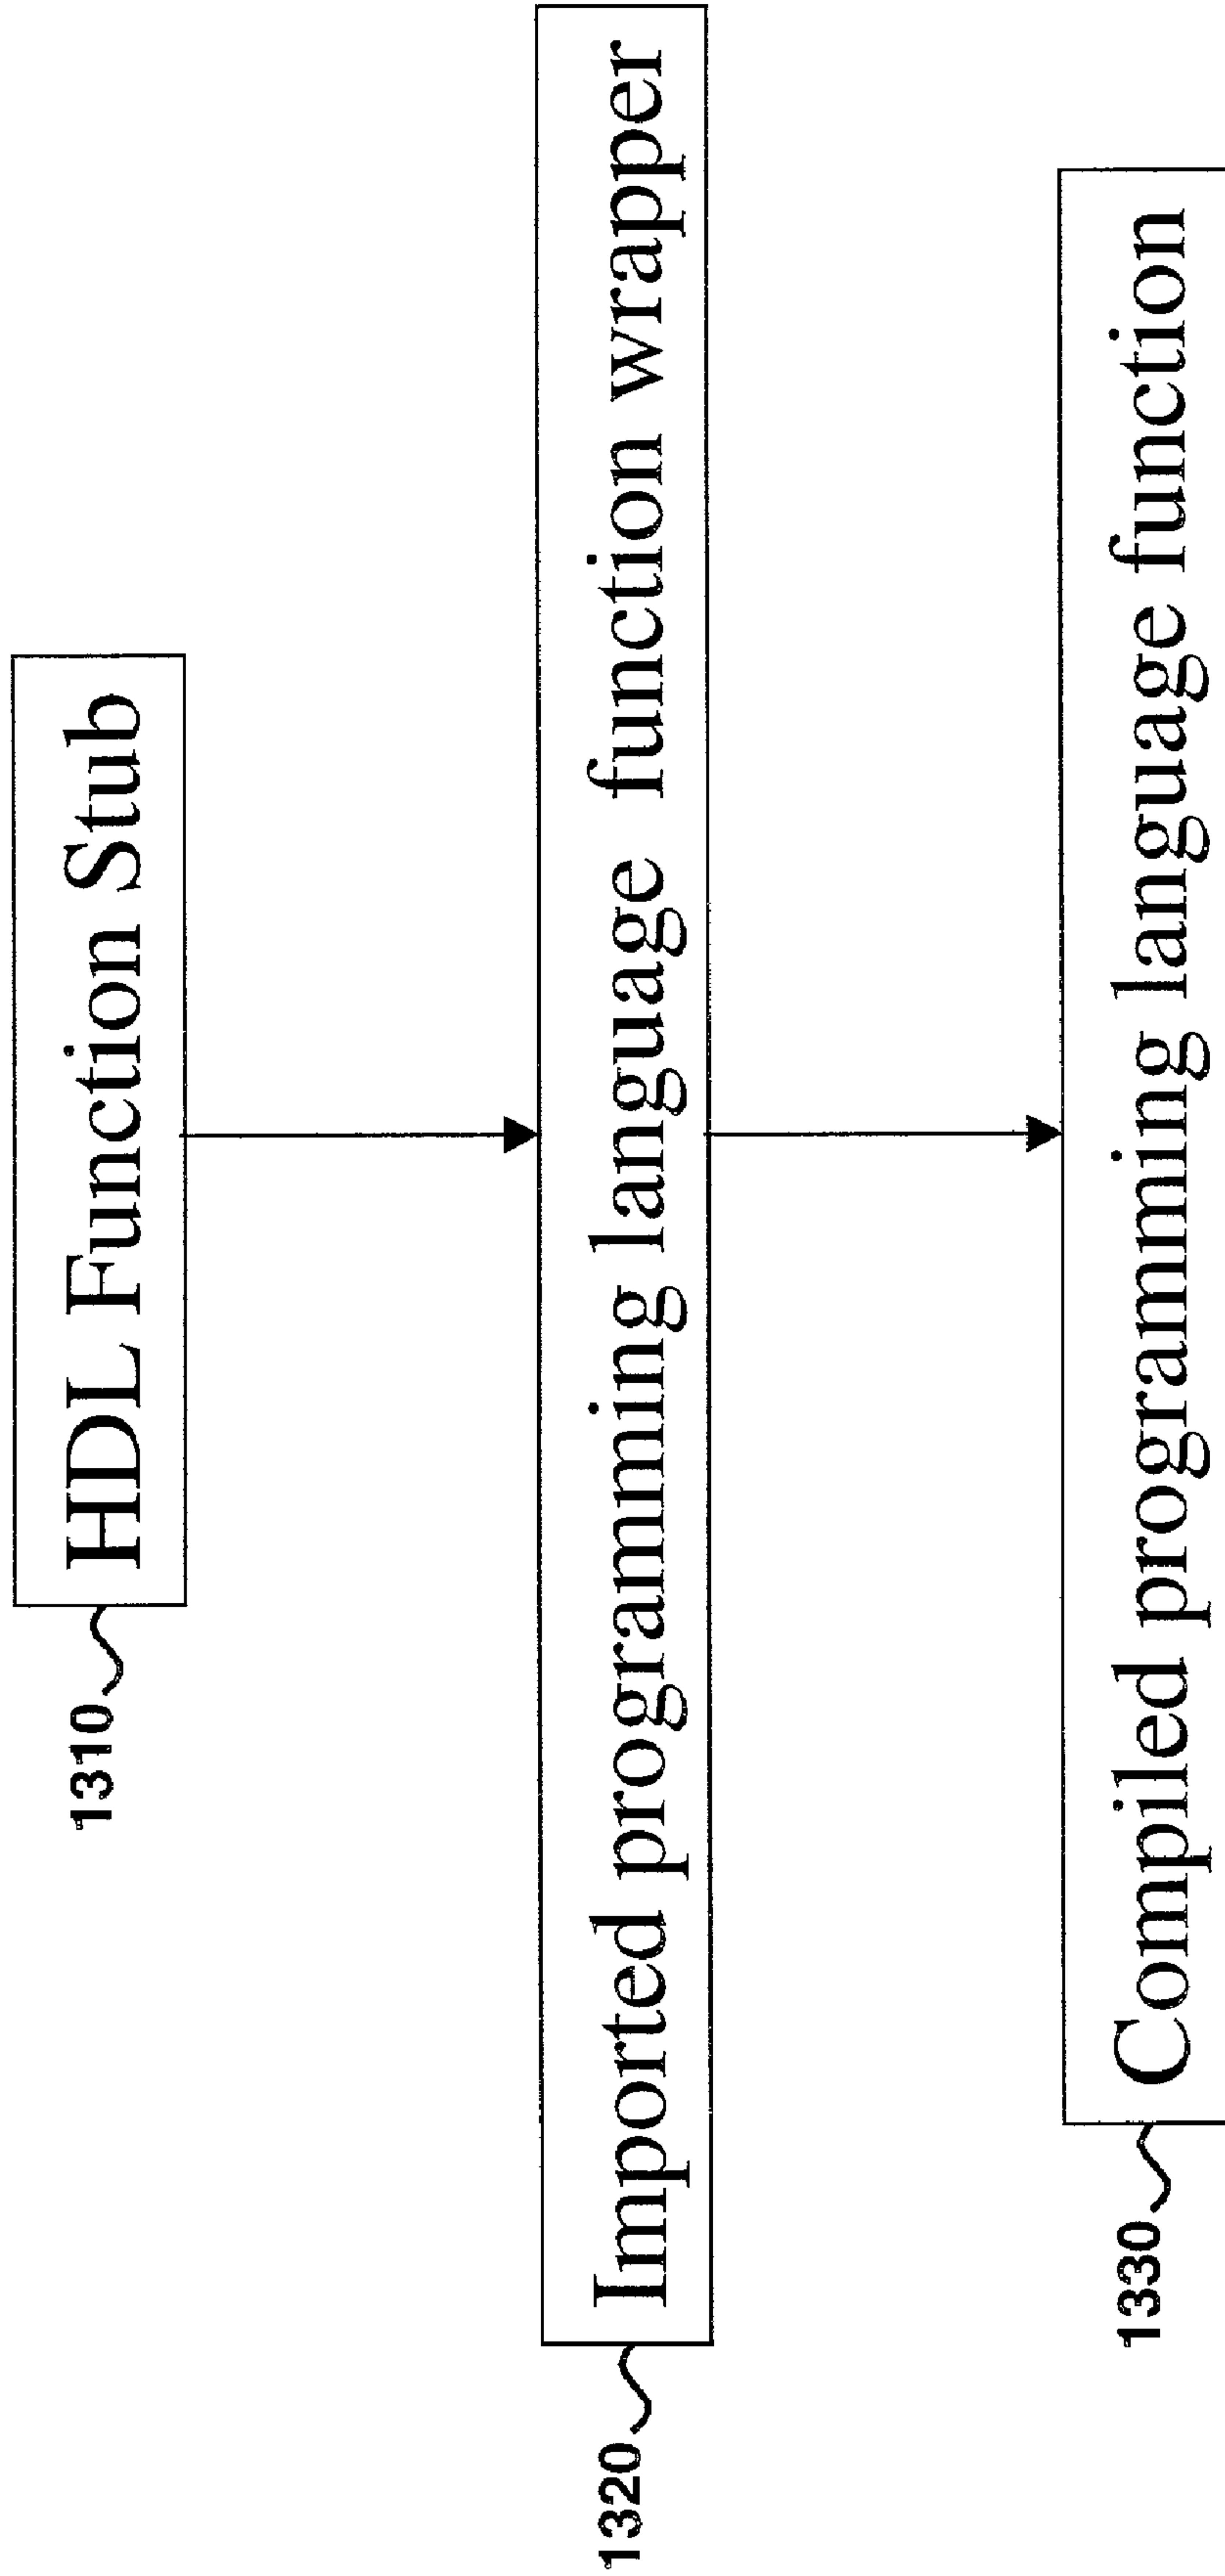 1310 HDL Function Stub
1320 Imported programming language function wrapper
1330 Compiled programming language function